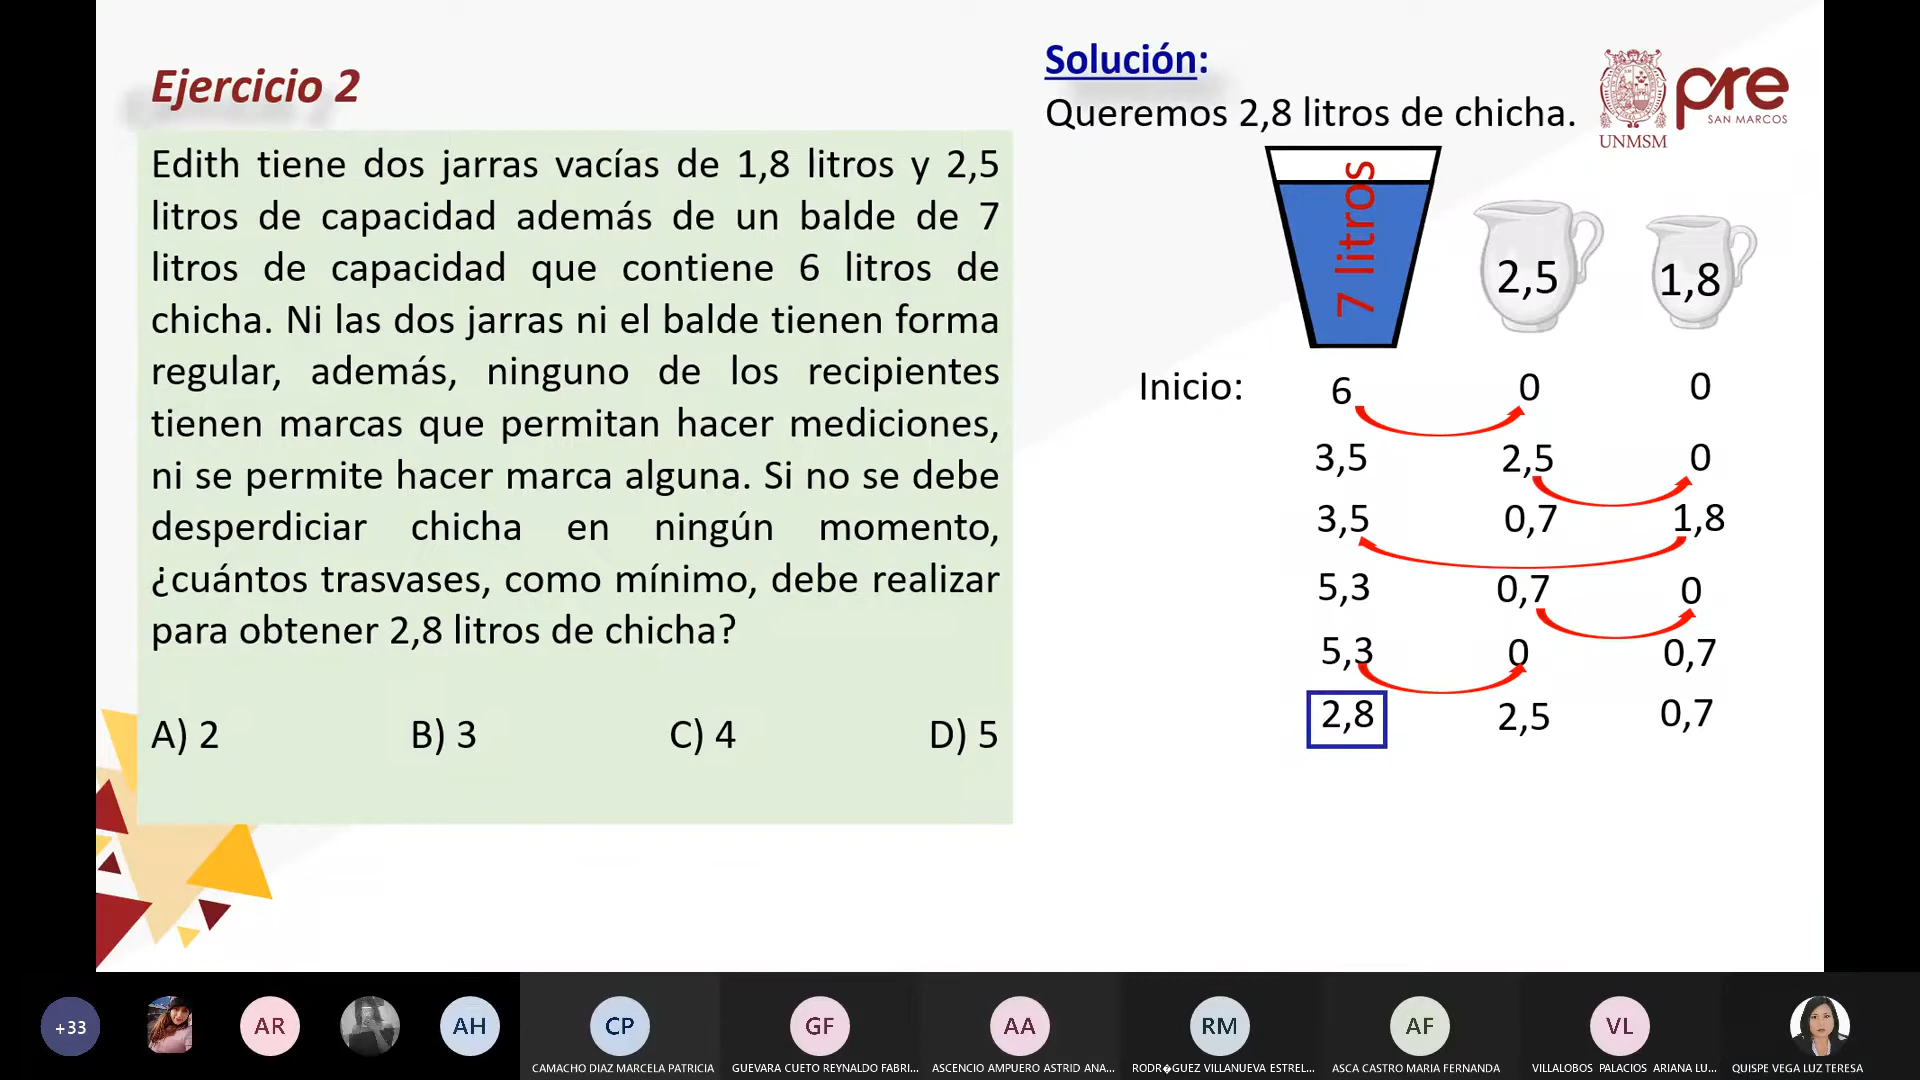 Ejercicio 2
Edith tiene dos jarras vacías de 1,8 litros y 2,5
litros de capacidad además de un balde de 7
litros de capacidad que contiene 6 litros de
chicha. Ni las dos jarras ni el balde tienen forma
regular, además, ninguno de los recipientes
tienen marcas que permitan hacer mediciones,
ni se permite hacer marca alguna. Si no se debe
desperdiciar chicha en ningún momento,
¿cuántos trasvases, como mínimo, debe realizar
para obtener 2,8 litros de chicha?
A) 2 B) 3 C) 4 D) 5
Solución:
Queremos 2,8 litros de chicha.
UNMSM
pre
SAN MARCOS
7 litros
2,5
1,8
Inicio: 6 0 0
3,5 2,5 0
3,5 0,7 1,8
5,3 0,7 0
5,3 0 0,7
2,8 2,5 0,7
+33 AR AH CP GF AA RM AF VL
CAMACHO DIAZ MARCELA PATRICIA GUEVARA CUETO REYNALDO FABRI... ASCENCIO AMPUERO ASTRID ANA... RODR�GUEZ VILLANUEVA ESTREL... ASCA CASTRO MARIA FERNANDA VILLALOBOS PALACIOS ARIANA LU... QUISPE VEGA LUZ TERESA